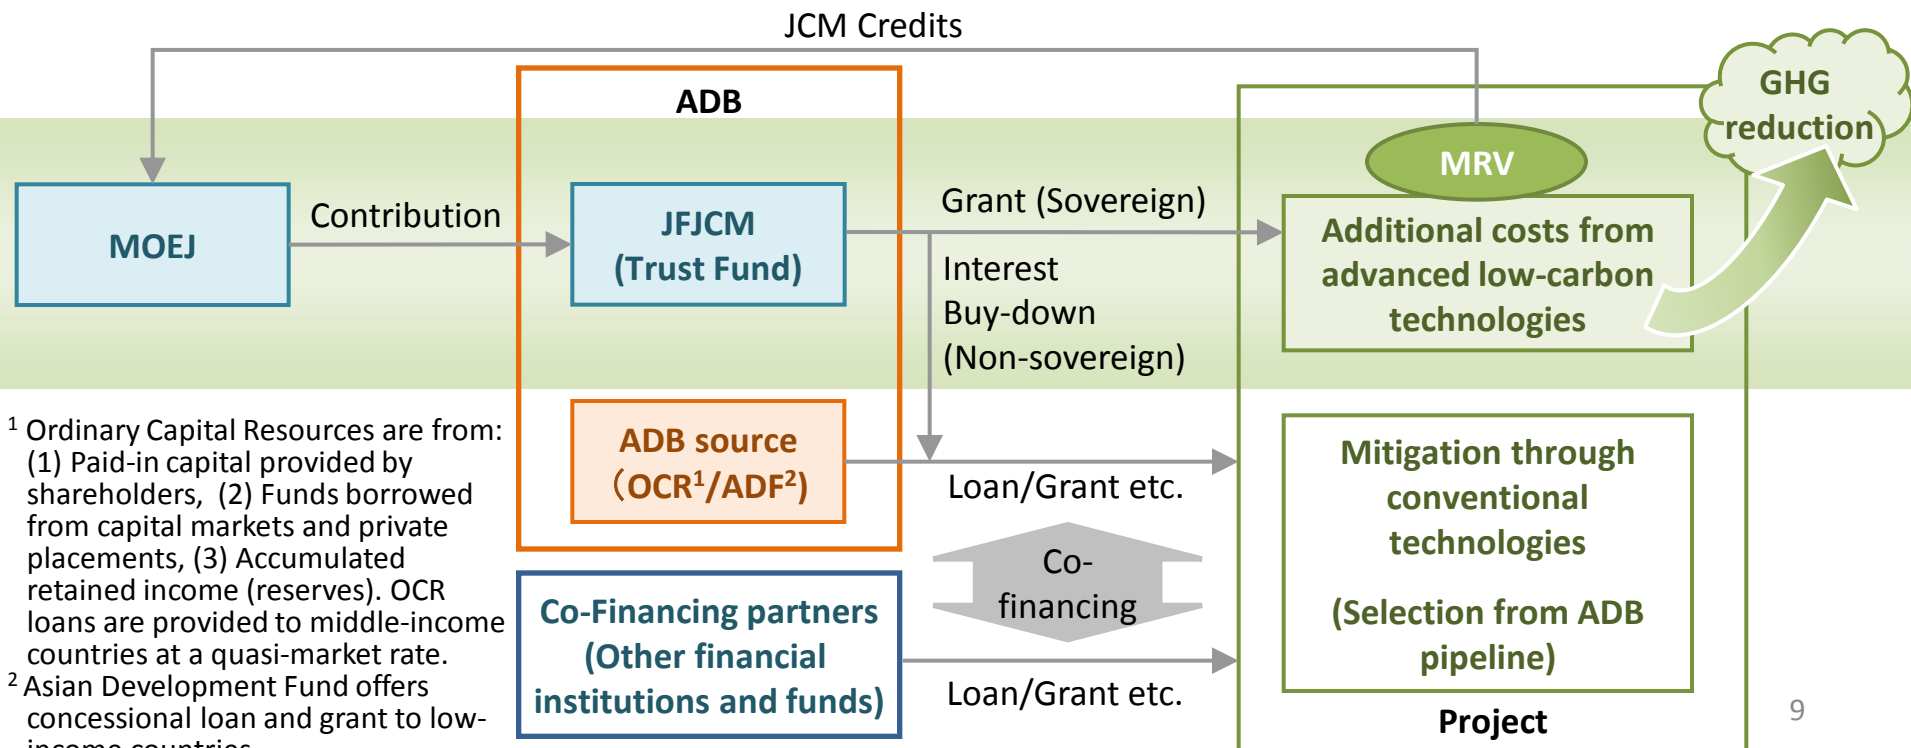 JCM Credits
GHG
reduction
ADB
MRV
MOEJ
Contribution
JFJCM
(Trust Fund)
Grant (Sovereign)
Interest
Buy-down
(Non-sovereign)
Additional costs from
advanced low-carbon
technologies
ADB source
（OCR¹/ADF²)
Loan/Grant etc.
Co-
financing
Mitigation through
conventional
technologies
(Selection from ADB
pipeline)
Co-Financing partners
(Other financial
institutions and funds)
Loan/Grant etc.
Project
¹ Ordinary Capital Resources are from:
(1) Paid-in capital provided by
shareholders, (2) Funds borrowed
from capital markets and private
placements, (3) Accumulated
retained income (reserves). OCR
loans are provided to middle-income
countries at a quasi-market rate.
² Asian Development Fund offers
concessional loan and grant to low-
income countries
9